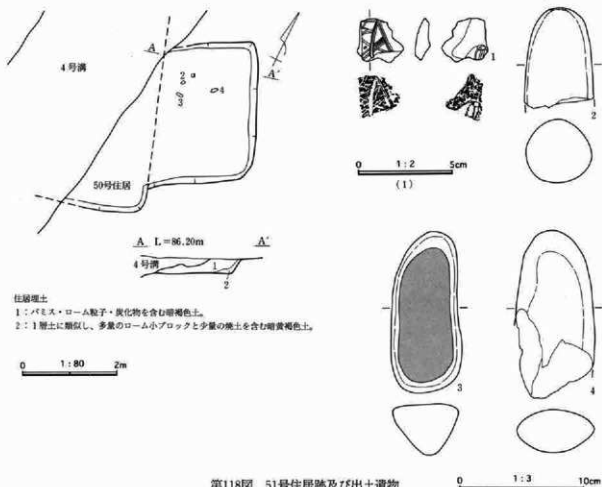 4号溝
A
A´
2
3
4
50号住居
A L=86.20m A´
4号溝
1
2
住居埋土
1：パミス・ローム粒子・炭化物を含む暗褐色土。
2：1層土に類似し、多量のローム小ブロックと少量の焼土を含む暗黄褐色土。
0 1:80 2m
1
0 1:2 5cm
(1)
2
3
4
第118図 51号住居跡及び出土遺物
0 1:3 10cm